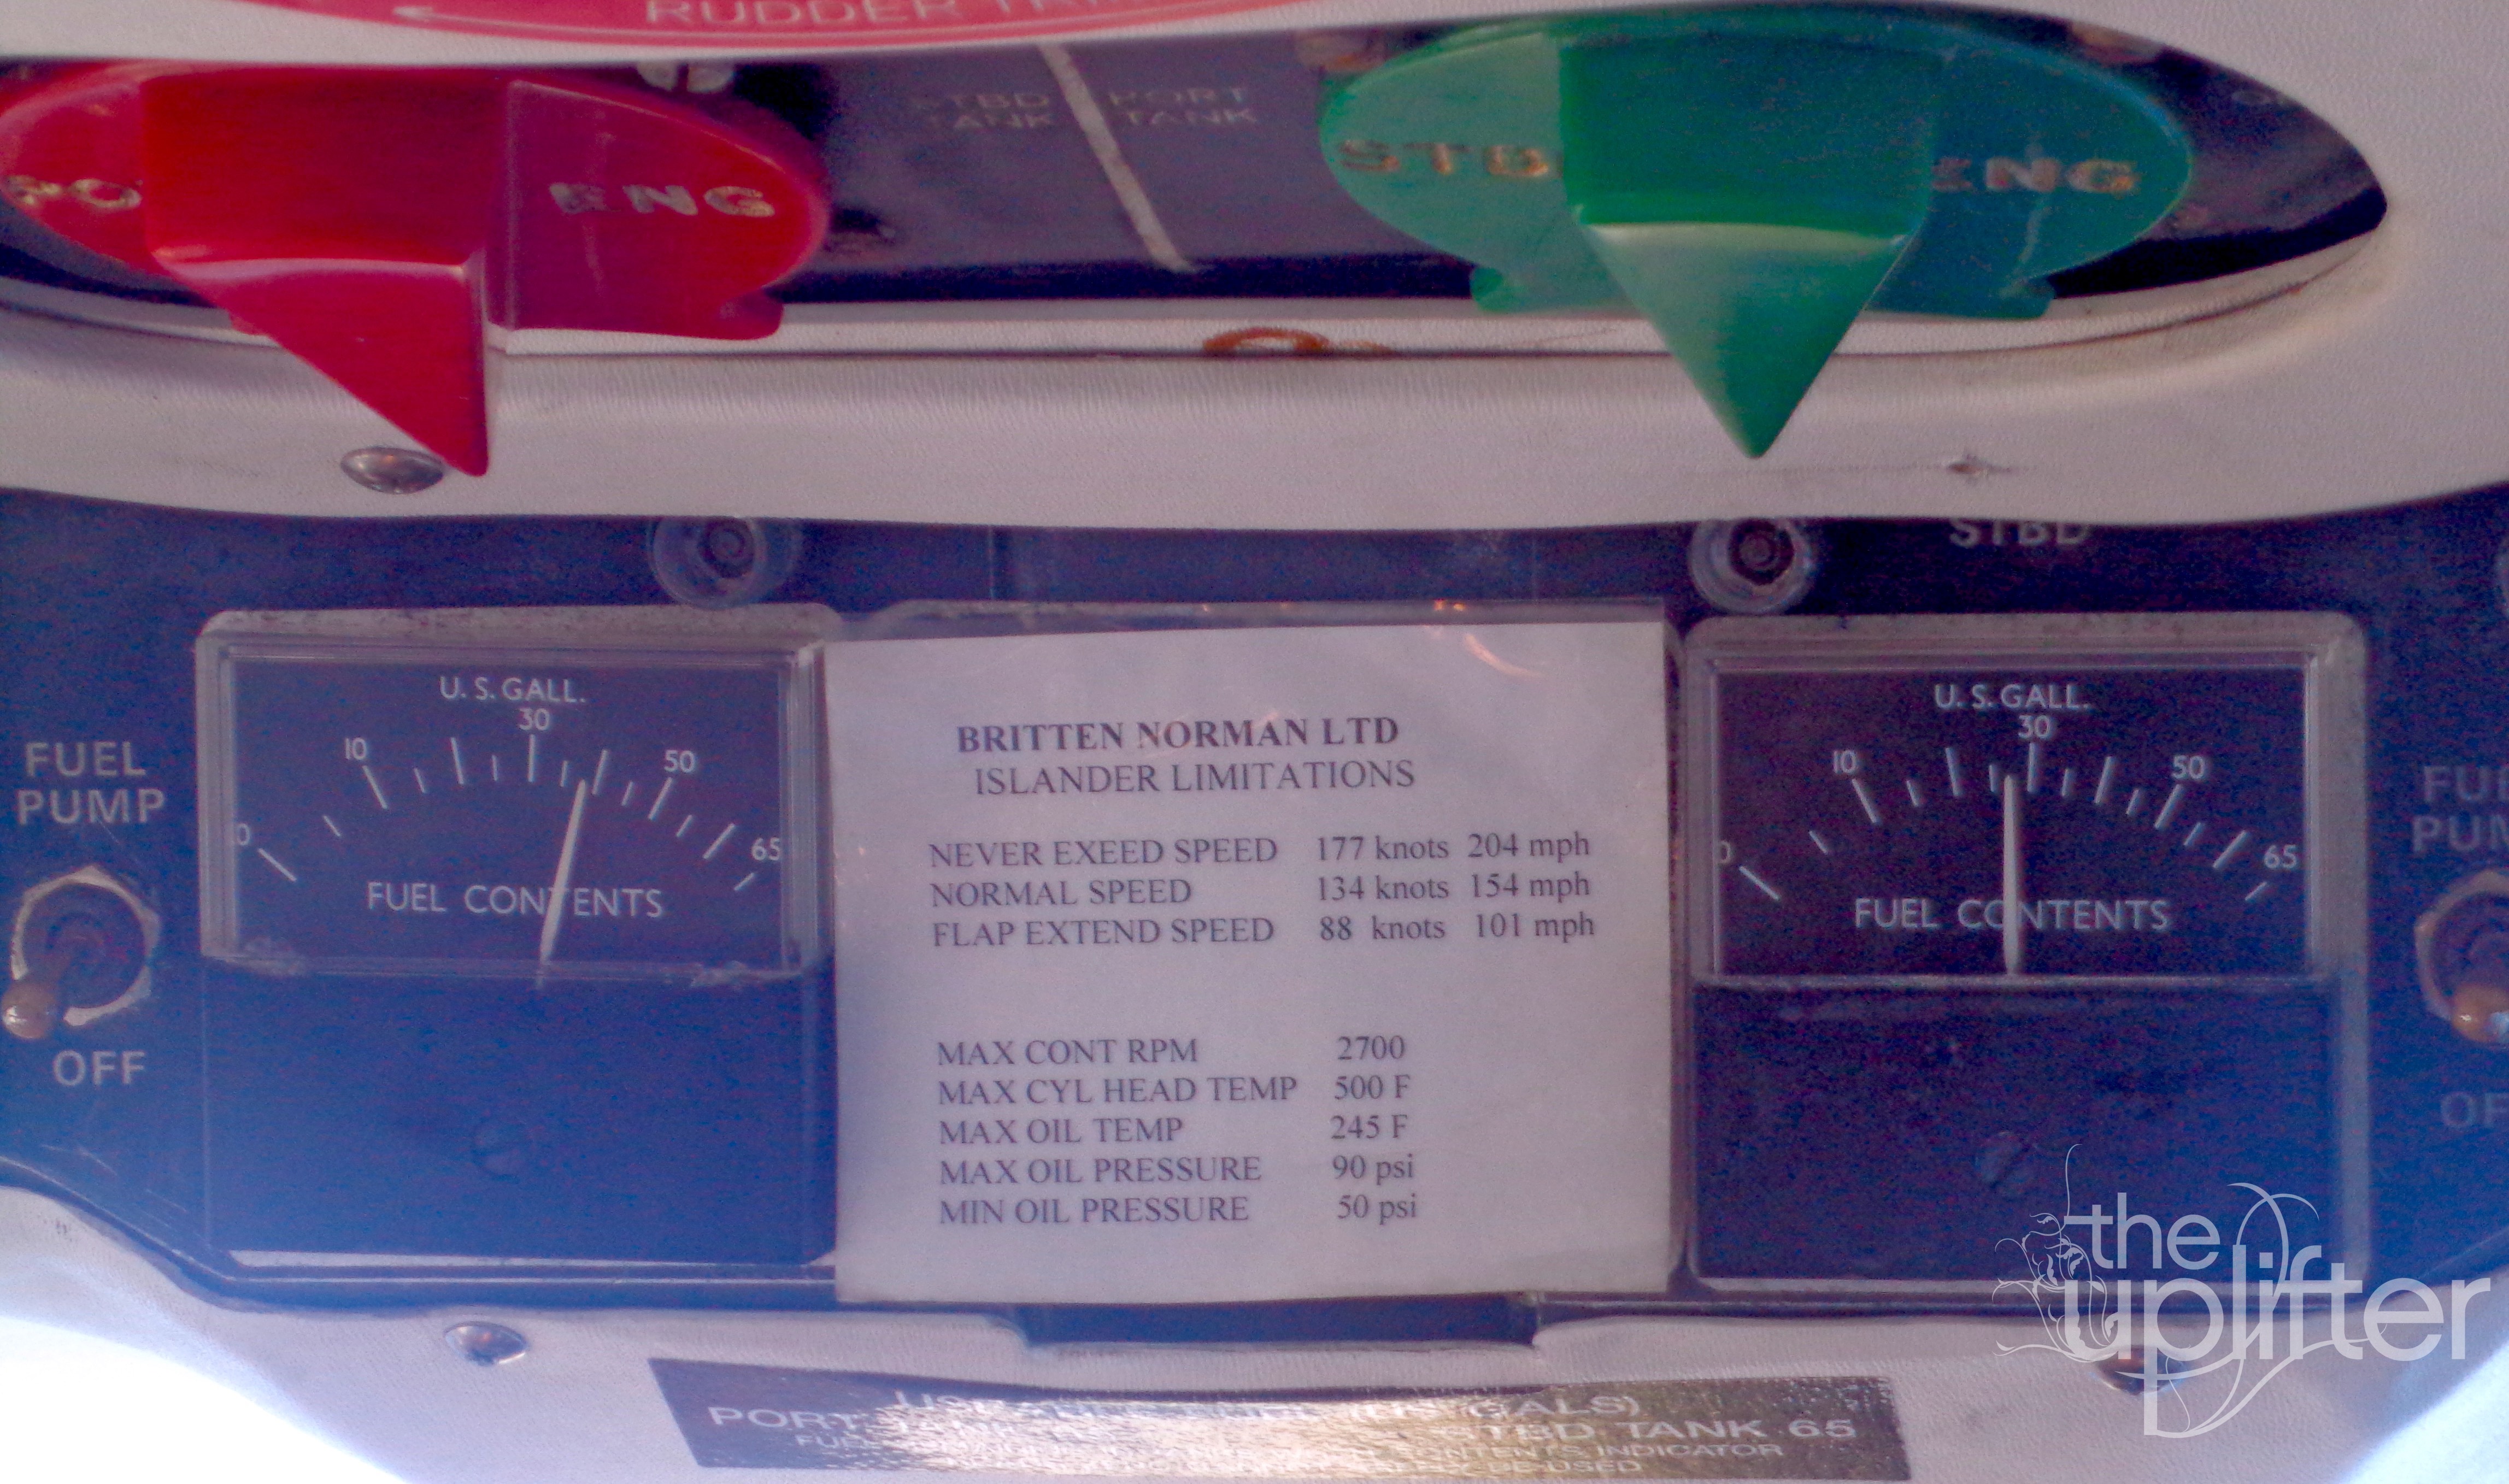 RUDDER
ENG
STBD PORT
TANK TANK
ENG
STBD
U.S.GALL.
30
10
50
0
65
FUEL CONTENTS
FUEL
PUMP
OFF
BRITTEN NORMAN LTD
ISLANDER LIMITATIONS
NEVER EXEED SPEED 177 knots 204 mph
NORMAL SPEED 134 knots 154 mph
FLAP EXTEND SPEED 88 knots 101 mph
MAX CONT RPM 2700
MAX CYL HEAD TEMP 500 F
MAX OIL TEMP 245 F
MAX OIL PRESSURE 90 psi
MIN OIL PRESSURE 50 psi
U.S.GALL.
30
10
50
0
65
FUEL CONTENTS
(US GALS)
PORT STBD TANK 65
CONTENTS INDICATOR
BE USED
the
uplifter